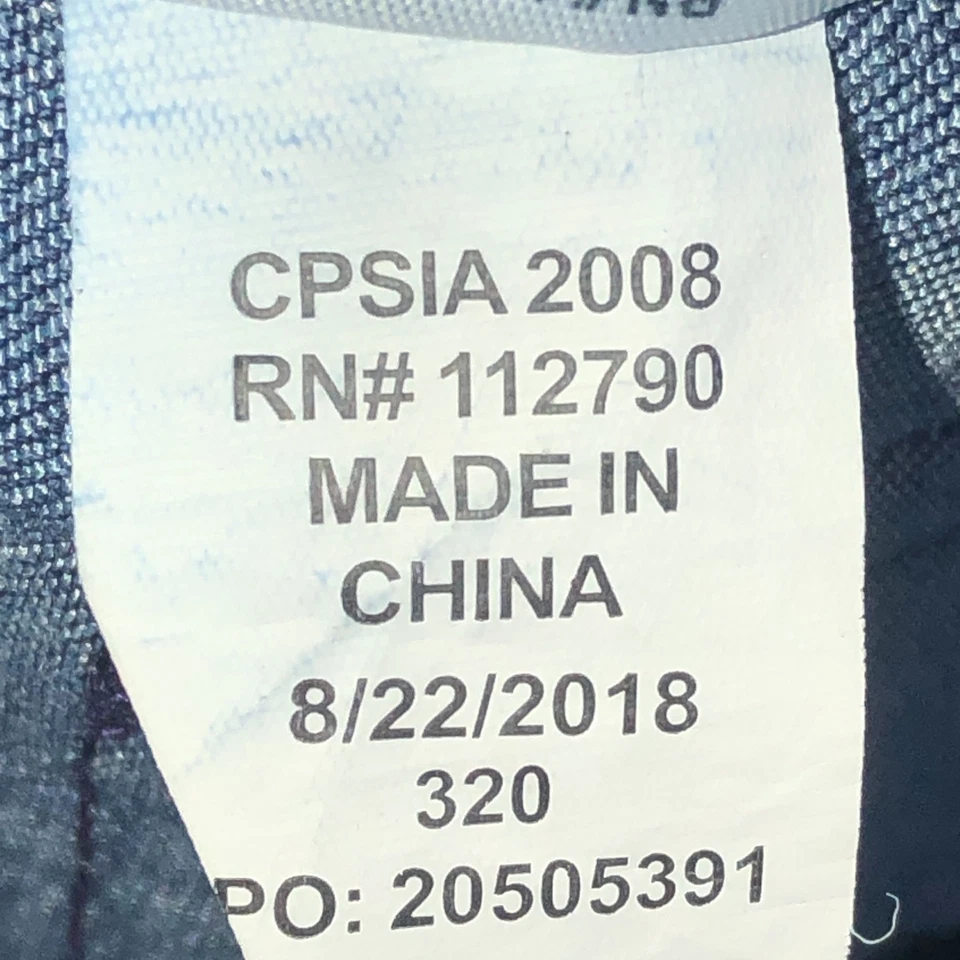 CPSIA 2008
RN# 112790
MADE IN
CHINA
8/22/2018
320
PO: 20505391